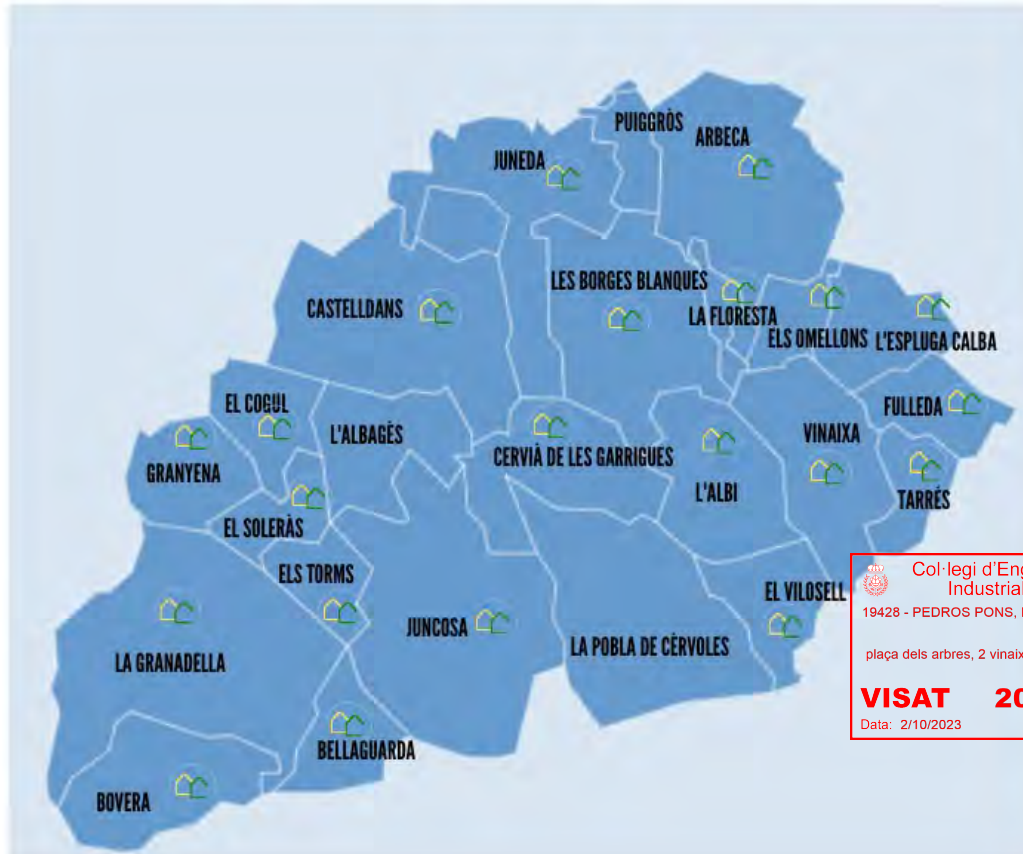 PUIGGRÒS
ARBECA
JUNEDA
LES BORGES BLANQUES
CASTELLDANS
LA FLORESTA
ELS OMELLONS
L'ESPLUGA CALBA
EL COGUL
FULLEDA
L'ALBAGÈS
VINAIXA
CERVIÀ DE LES GARRIGUES
GRANYENA
L'ALBI
TARRÉS
EL SOLERÀS
ELS TORMS
EL VILOSELL
JUNCOSA
LA POBLA DE CÉRVOLES
LA GRANADELLA
BELLAGUARDA
BOVERA
Col·legi d'Eng
Industrial
19428 - PEDROS PONS,
plaça dels arbres, 2 vinaix
VISAT 20
Data: 2/10/2023